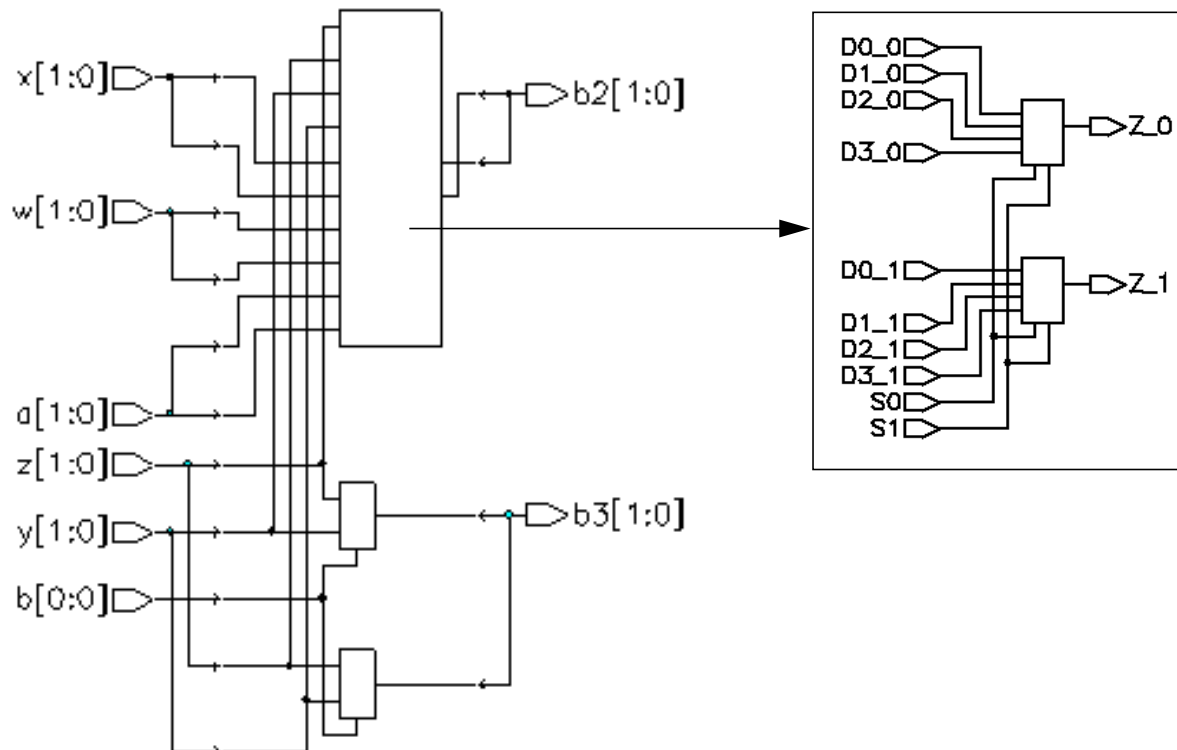 x[1:0]
w[1:0]
a[1:0]
z[1:0]
y[1:0]
b[0:0]
b2[1:0]
b3[1:0]
D0_0
D1_0
D2_0
D3_0
Z_0
D0_1
D1_1
D2_1
D3_1
S0
S1
Z_1